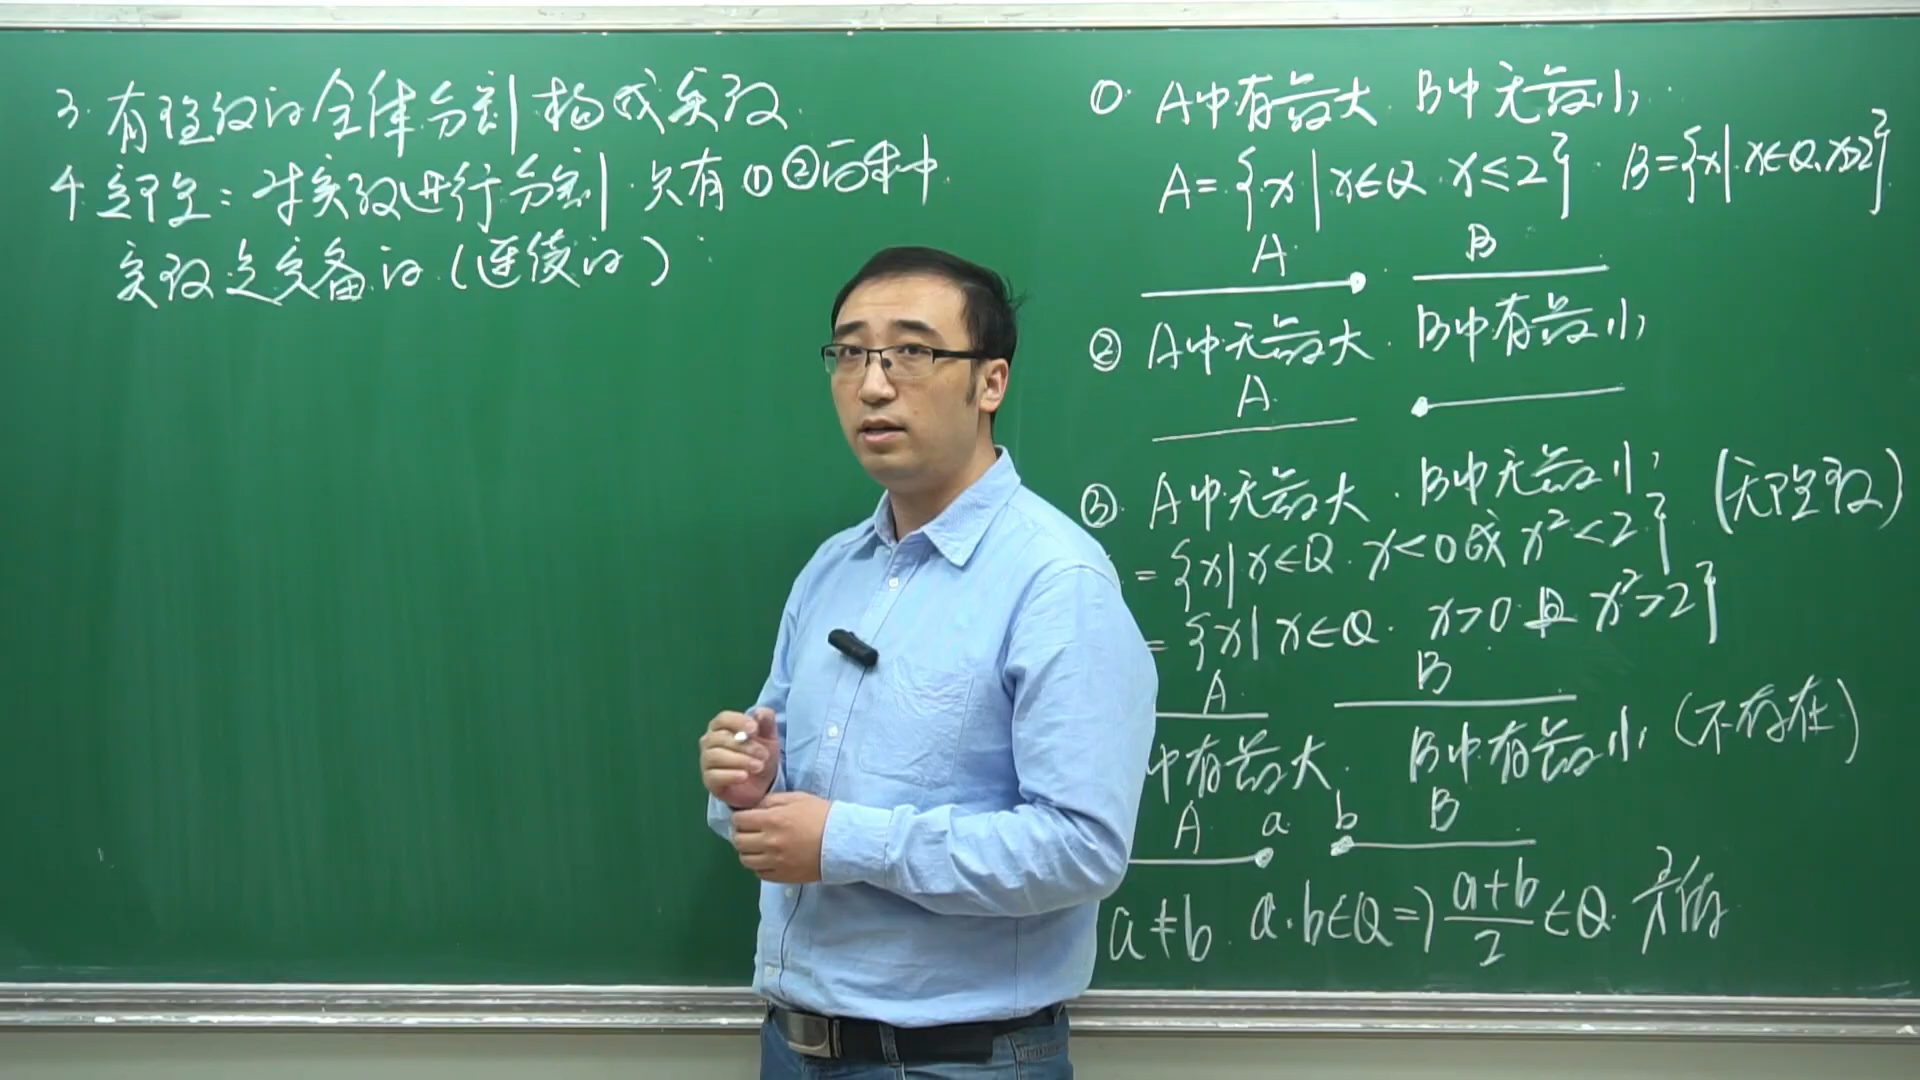 3. 有理数的全体分割构成实数.
4. 定理: 对实数进行分割. 只有①②两种
实数是完备的(连续的)
① A中有最大. B中无最小.
A={x|x∈Q x≤2}. B={x|x∈Q,x>2}
A B
② A中无最大. B中有最小
A
③. A中无最大. B中无最小. (无理数)
={x|x∈Q. x<0或x²<2}
={x|x∈Q. x>0且x²>2}
A B
中有最大. B中有最小. (不存在)
A a b B
a≠b. a.b∈Q⇒\frac{a+b}{2}∈Q. 矛盾